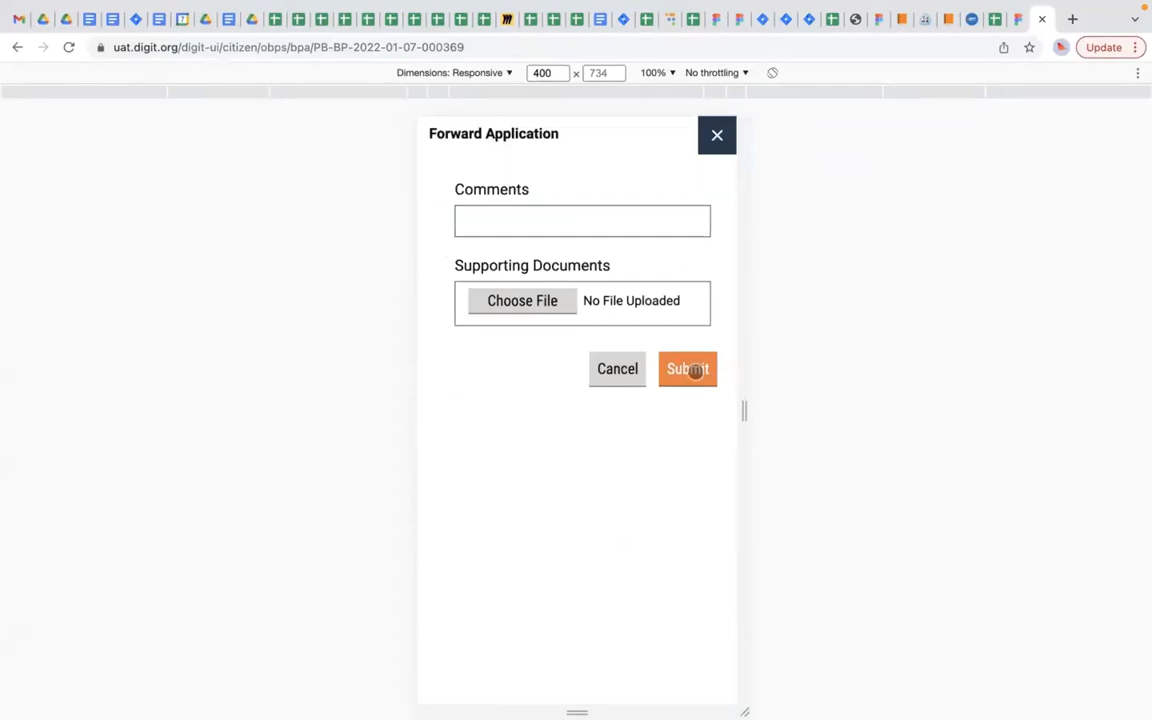 uat.digit.org/digit-ui/citizen/obps/bpa/PB-BP-2022-01-07-000369
Update
Dimensions: Responsive
400 × 734
100%
No throttling
Forward Application
Comments
Supporting Documents
Choose File
No File Uploaded
Cancel
Submit